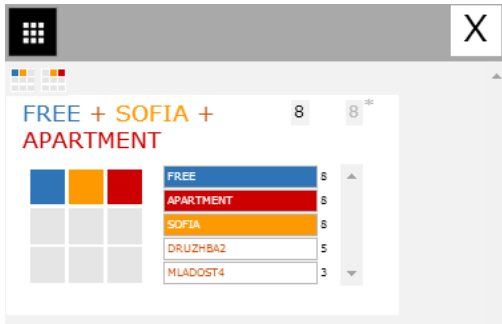 X
FREE + SOFIA + 8 8*
APARTMENT
FREE 8
APARTMENT 8
SOFIA 8
DRUZHBA2 5
MLADOST4 3